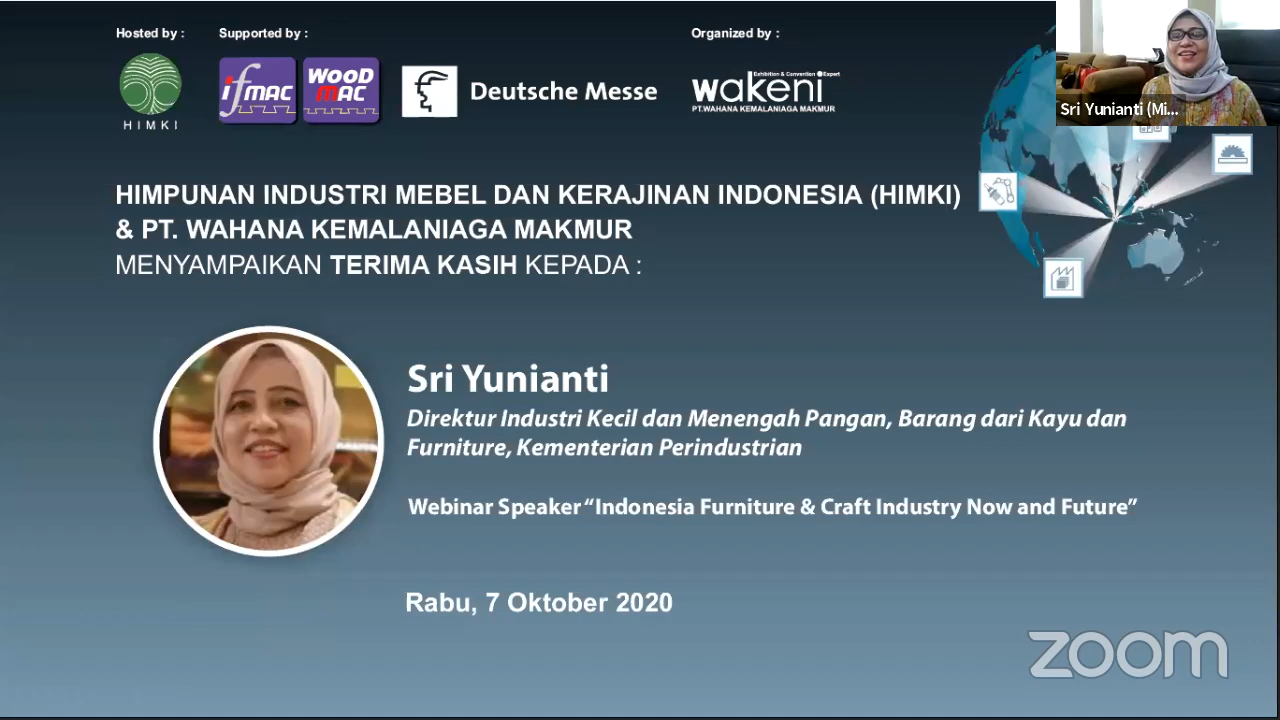 Hosted by :
Supported by :
Organized by :
HIMKI
ifmac
WOOD
MAC
Deutsche Messe
Exhibition & Convention Expert
wakeni
PT.WAHANA KEMALANIAGA MAKMUR
Sri Yunianti (Mi...
HIMPUNAN INDUSTRI MEBEL DAN KERAJINAN INDONESIA (HIMKI)
& PT. WAHANA KEMALANIAGA MAKMUR
MENYAMPAIKAN TERIMA KASIH KEPADA :
Sri Yunianti
Direktur Industri Kecil dan Menengah Pangan, Barang dari Kayu dan
Furniture, Kementerian Perindustrian
Webinar Speaker “Indonesia Furniture & Craft Industry Now and Future”
Rabu, 7 Oktober 2020
zoom